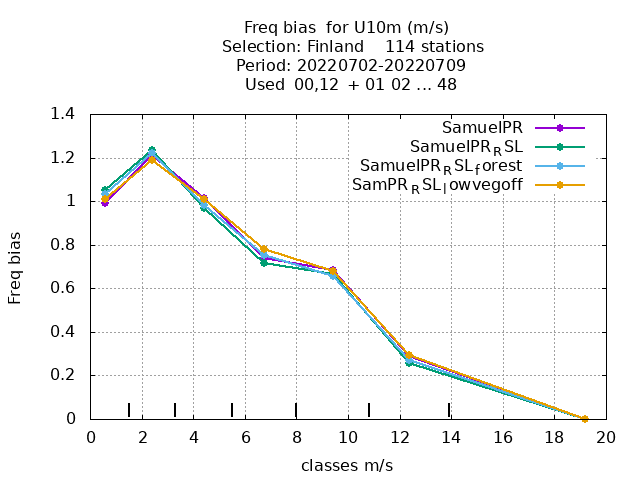 Freq bias  for U10m (m/s)
Selection: Finland    114 stations
Period: 20220702-20220709
Used  00,12  + 01 02 ... 48
SamuelPR
SamuelPR_RSL
SamuelPR_RSL_forest
SamPR_RSL_lowvegoff
1.4
1.2
1
0.8
0.6
0.4
0.2
0
Freq bias
0 2 4 6 8 10 12 14 16 18 20
classes m/s